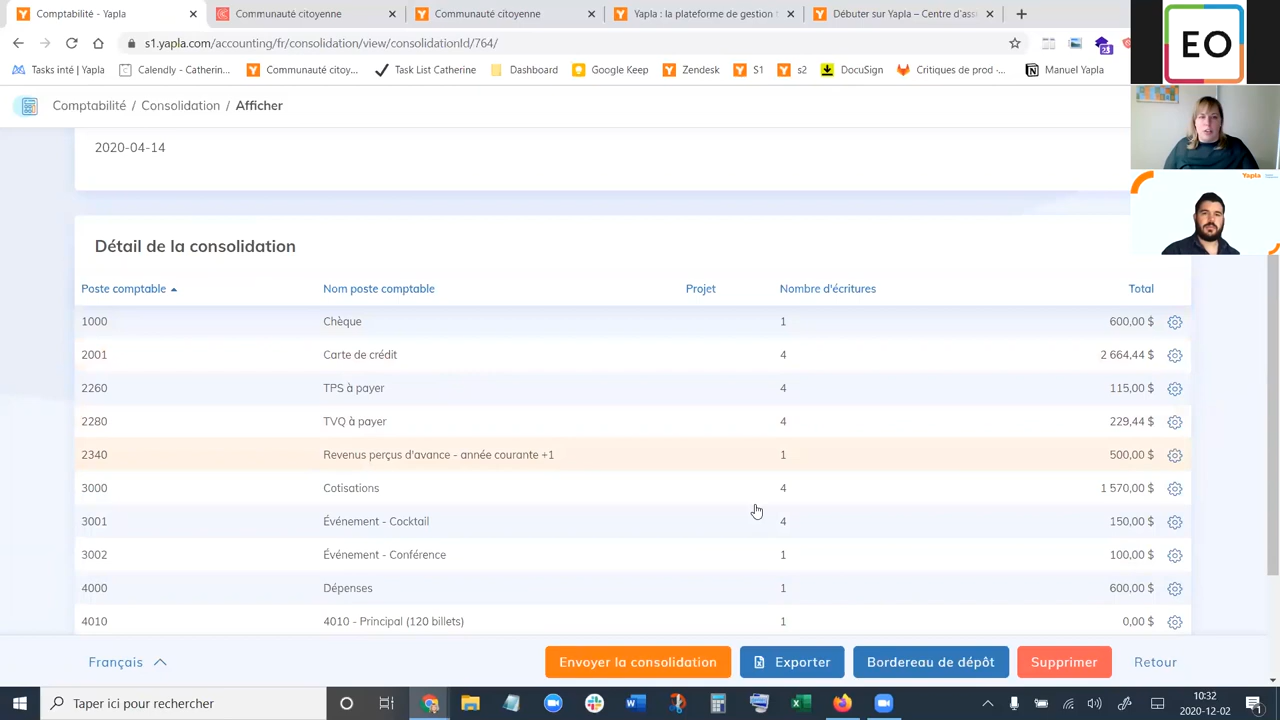 Comptabilité - Yapla
Communauté citoyenne
Communauté citoyenne
Yapla : la plateforme de gestion t
Débuter sur Yapla – Centre d'ass
s1.yapla.com/accounting/fr/consolidation/view/consolidationId/667
Tasks inté | Yapla
Calendly - Catherin...
Communauté citoy...
Task List Catherine
Dashboard
Google Keep
Zendesk
S1
s2
DocuSign
Critiques de prod -...
Manuel Yapla
EO
Yapla
Comptabilité / Consolidation / Afficher
2020-04-14
Détail de la consolidation
Poste comptable Nom poste comptable Projet Nombre d'écritures Total
1000 Chèque 1 600,00 $
2001 Carte de crédit 4 2 664,44 $
2260 TPS à payer 4 115,00 $
2280 TVQ à payer 4 229,44 $
2340 Revenus perçus d'avance - année courante +1 1 500,00 $
3000 Cotisations 4 1 570,00 $
3001 Événement - Cocktail 4 150,00 $
3002 Événement - Conférence 1 100,00 $
4000 Dépenses 1 600,00 $
4010 4010 - Principal (120 billets) 1 0,00 $
Français
Envoyer la consolidation
Exporter
Bordereau de dépôt
Supprimer
Retour
Taper ici pour rechercher
10:32
2020-12-02